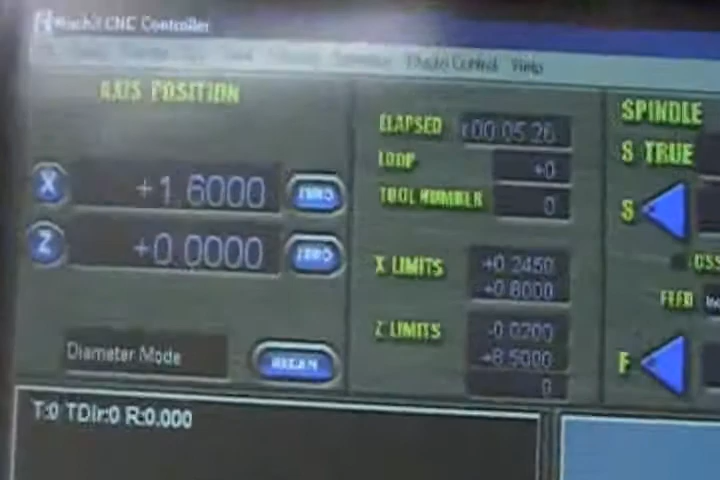 CNC Controller
Control Help
AXIS POSITION
X +1.6000 ZERO
Z +0.0000 ZERO
Diameter Mode
T:0 TDir:0 R:0.000
ELAPSED 00:05:26
LOOP +0
TOOL NUMBER 0
X LIMITS +0.2450
+0.8000
Z LIMITS -0.0200
+8.5000
0
SPINDLE
S TRUE
S
FEED
F